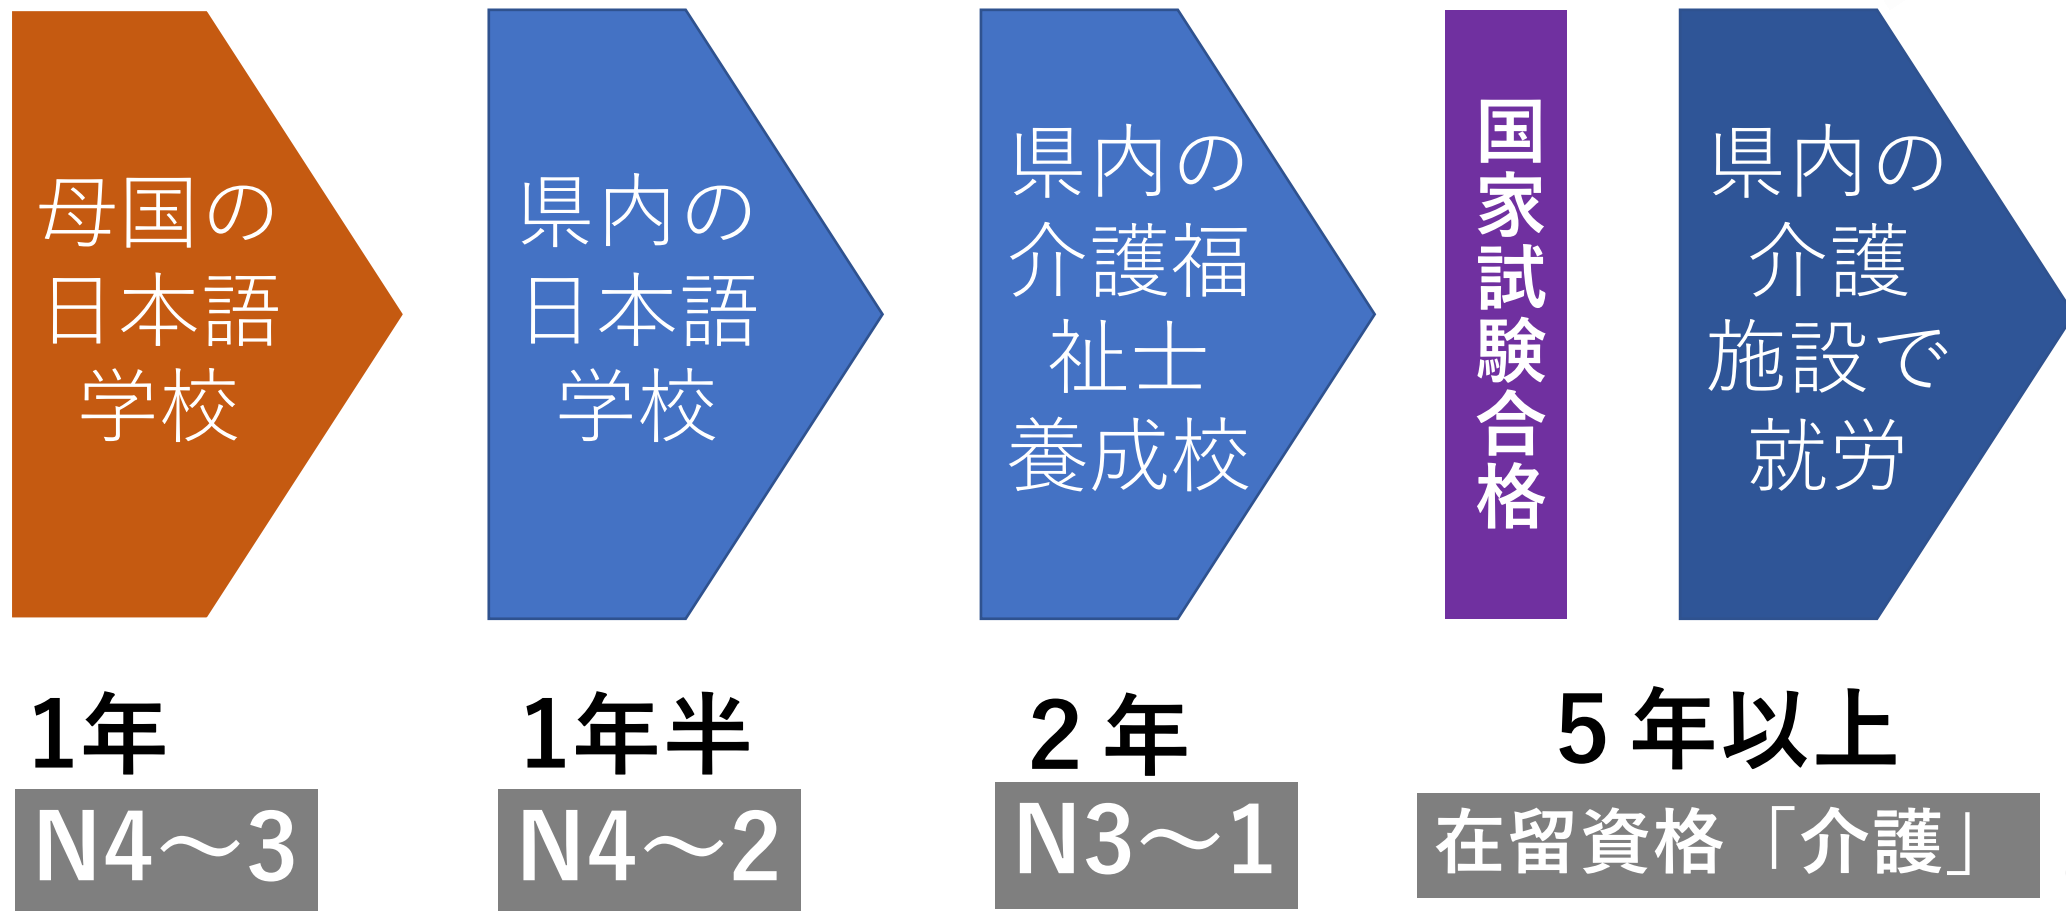 母国の
日本語
学校
県内の
日本語
学校
県内の
介護福
祉士
養成校
国家試験合格
県内の
介護
施設で
就労
1年
1年半
2年
5年以上
N4～3
N4～2
N3～1
在留資格「介護」